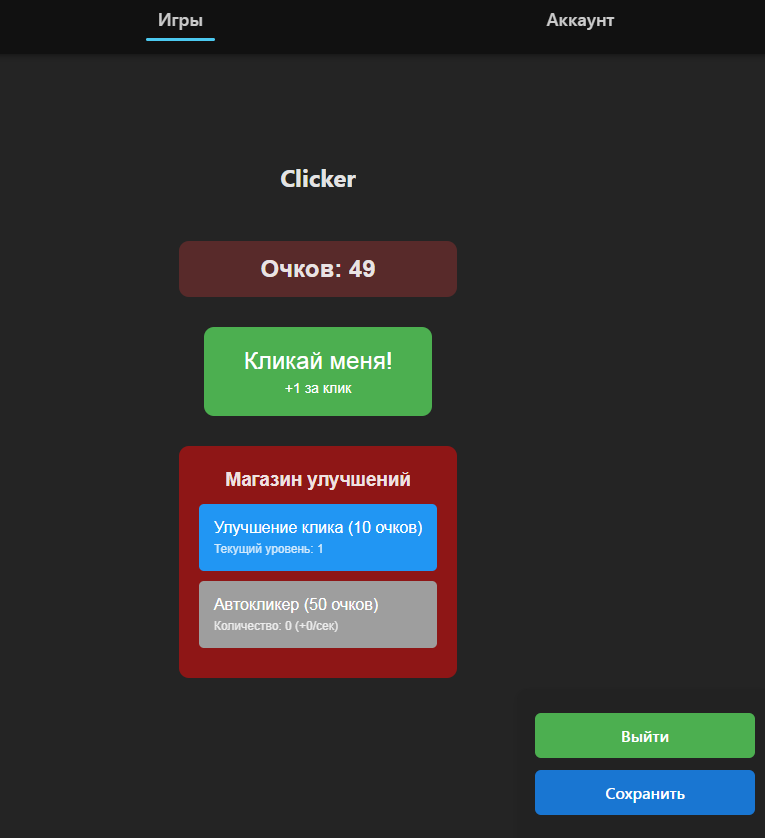 Игры
Аккаунт
Clicker
Очков: 49
Кликай меня!
+1 за клик
Магазин улучшений
Улучшение клика (10 очков)
Текущий уровень: 1
Автокликер (50 очков)
Количество: 0 (+0/сек)
Выйти
Сохранить